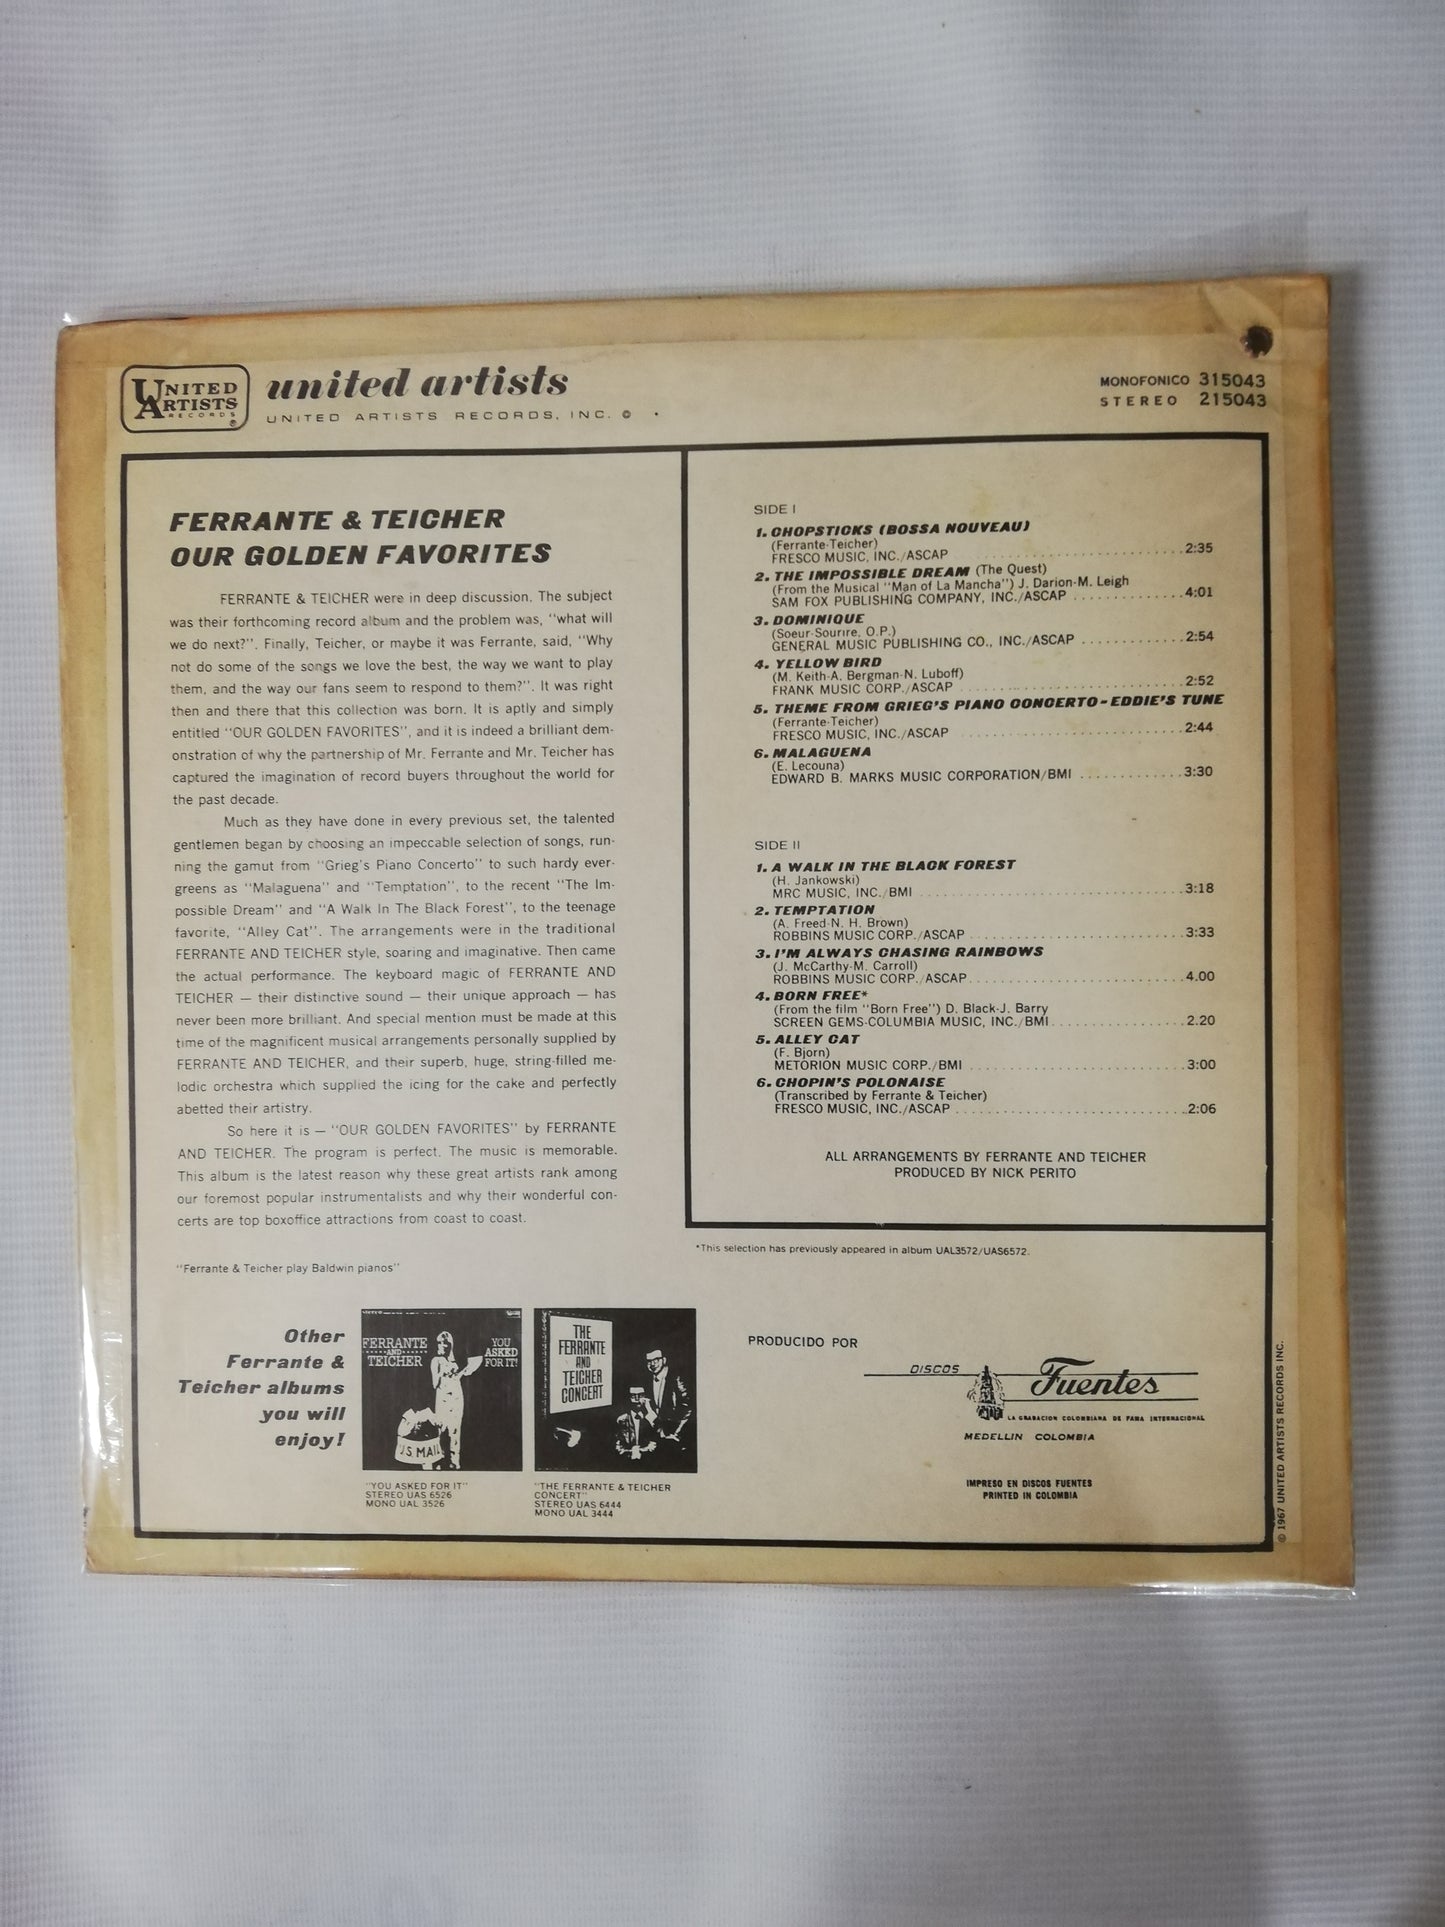 UNITED
ARTISTS
RECORDS
united artists
UNITED ARTISTS RECORDS, INC. ©
MONOFONICO 315043
STEREO 215043
FERRANTE & TEICHER
OUR GOLDEN FAVORITES
FERRANTE & TEICHER were in deep discussion. The subject
was their forthcoming record album and the problem was, "what will
we do next?". Finally, Teicher, or maybe it was Ferrante, said, "Why
not do some of the songs we love the best, the way we want to play
them, and the way our fans seem to respond to them?". It was right
then and there that this collection was born. It is aptly and simply
entitled "OUR GOLDEN FAVORITES", and it is indeed a brilliant dem-
onstration of why the partnership of Mr. Ferrante and Mr. Teicher has
captured the imagination of record buyers throughout the world for
the past decade.
Much as they have done in every previous set, the talented
gentlemen began by choosing an impeccable selection of songs, run-
ning the gamut from "Grieg's Piano Concerto" to such hardy ever-
greens as "Malaguena" and "Temptation", to the recent "The Im-
possible Dream" and "A Walk In The Black Forest", to the teenage
favorite, "Alley Cat". The arrangements were in the traditional
FERRANTE AND TEICHER style, soaring and imaginative. Then came
the actual performance. The keyboard magic of FERRANTE AND
TEICHER — their distinctive sound — their unique approach — has
never been more brilliant. And special mention must be made at this
time of the magnificent musical arrangements personally supplied by
FERRANTE AND TEICHER, and their superb, huge, string-filled me-
lodic orchestra which supplied the icing for the cake and perfectly
abetted their artistry.
So here it is — "OUR GOLDEN FAVORITES" by FERRANTE
AND TEICHER. The program is perfect. The music is memorable.
This album is the latest reason why these great artists rank among
our foremost popular instrumentalists and why their wonderful con-
certs are top boxoffice attractions from coast to coast.
"Ferrante & Teicher play Baldwin pianos"
SIDE I
1. CHOPSTICKS (BOSSA NOUVEAU)
(Ferrante-Teicher)
FRESCO MUSIC, INC./ASCAP 2:35
2. THE IMPOSSIBLE DREAM (The Quest)
(From the Musical "Man of La Mancha") J. Darion-M. Leigh
SAM FOX PUBLISHING COMPANY, INC./ASCAP 4:01
3. DOMINIQUE
(Soeur-Sourire, O.P.)
GENERAL MUSIC PUBLISHING CO., INC./ASCAP 2:54
4. YELLOW BIRD
(M. Keith-A. Bergman-N. Luboff)
FRANK MUSIC CORP./ASCAP 2:52
5. THEME FROM GRIEG'S PIANO CONCERTO-EDDIE'S TUNE
(Ferrante-Teicher)
FRESCO MUSIC, INC./ASCAP 2:44
6. MALAGUENA
(E. Lecouna)
EDWARD B. MARKS MUSIC CORPORATION/BMI 3:30
SIDE II
1. A WALK IN THE BLACK FOREST
(H. Jankowski)
MRC MUSIC, INC./BMI 3:18
2. TEMPTATION
(A. Freed-N. H. Brown)
ROBBINS MUSIC CORP./ASCAP 3:33
3. I'M ALWAYS CHASING RAINBOWS
(J. McCarthy-M. Carroll)
ROBBINS MUSIC CORP./ASCAP 4.00
4. BORN FREE*
(From the film "Born Free") D. Black-J. Barry
SCREEN GEMS-COLUMBIA MUSIC, INC./BMI 2.20
5. ALLEY CAT
(F. Bjorn)
METORION MUSIC CORP./BMI 3:00
6. CHOPIN'S POLONAISE
(Transcribed by Ferrante & Teicher)
FRESCO MUSIC, INC./ASCAP 2:06
ALL ARRANGEMENTS BY FERRANTE AND TEICHER
PRODUCED BY NICK PERITO
*This selection has previously appeared in album UAL3572/UAS6572.
Other
Ferrante &
Teicher albums
you will
enjoy!
FERRANTE
AND
TEICHER
YOU
ASKED
FOR IT!
U.S. MAIL
"YOU ASKED FOR IT"
STEREO UAS 6526
MONO UAL 3526
THE
FERRANTE
AND
TEICHER
CONCERT
"THE FERRANTE & TEICHER
CONCERT"
STEREO UAS 6444
MONO UAL 3444
PRODUCIDO POR
DISCOS
Fuentes
LA GRABACION COLOMBIANA DE FAMA INTERNACIONAL
MEDELLIN COLOMBIA
IMPRESO EN DISCOS FUENTES
PRINTED IN COLOMBIA
© 1967 UNITED ARTISTS RECORDS INC.